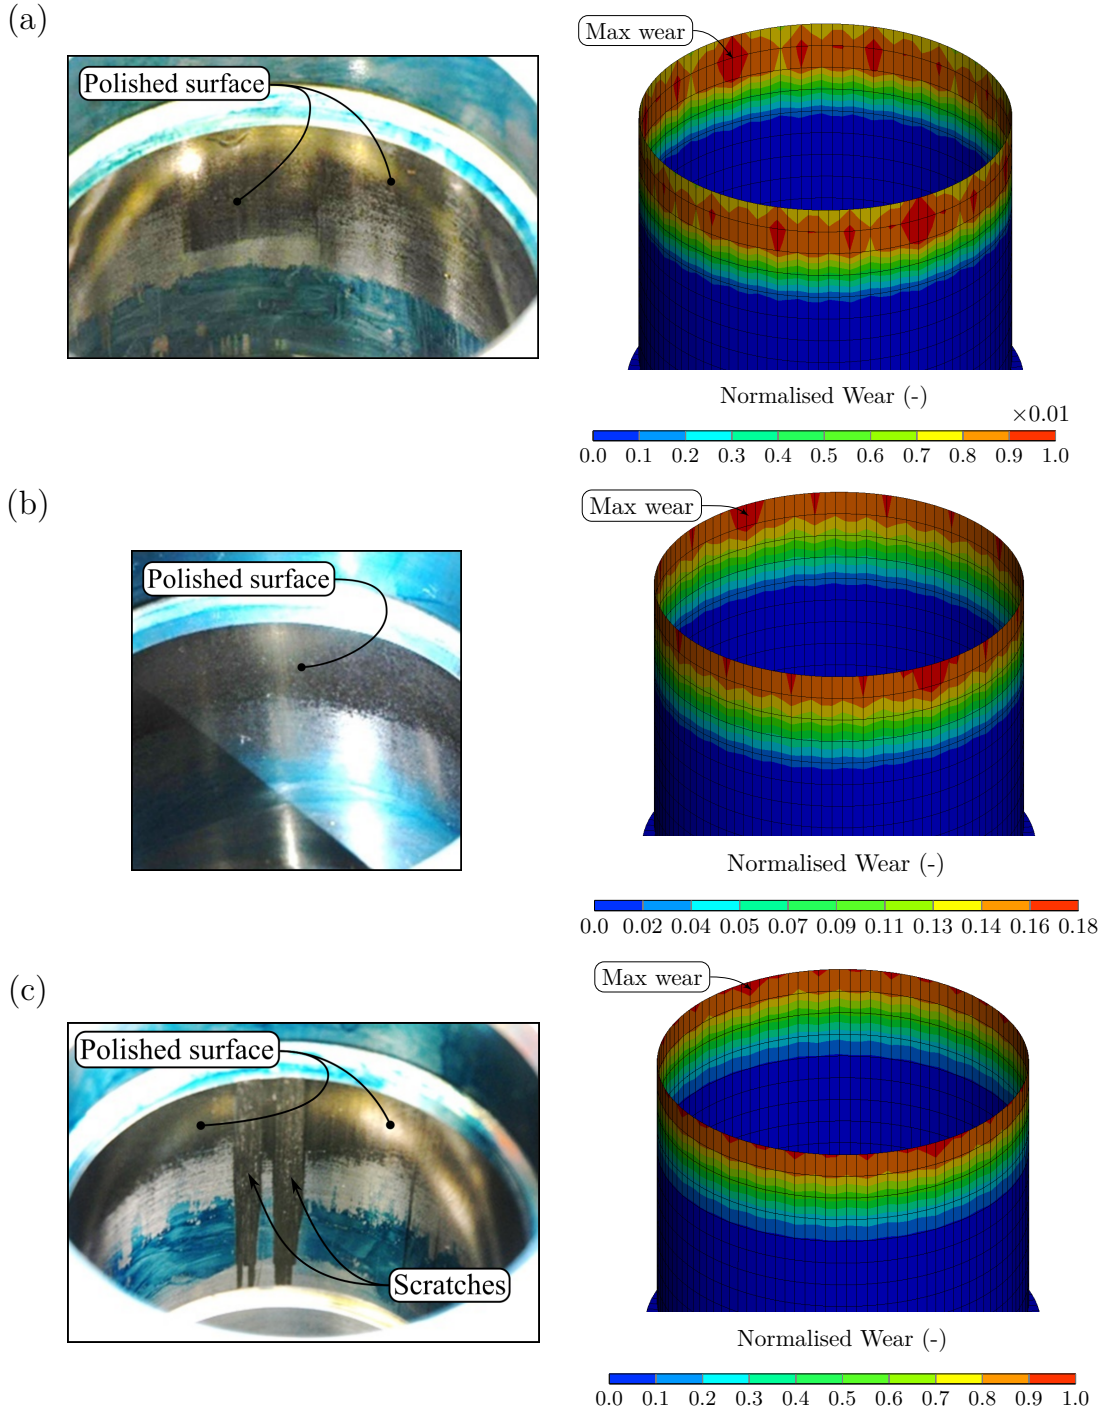 (a)
Polished surface
Max wear
Normalised Wear (-)
×0.01
0.0 0.1 0.2 0.3 0.4 0.5 0.6 0.7 0.8 0.9 1.0
(b)
Polished surface
Max wear
Normalised Wear (-)
0.0 0.02 0.04 0.05 0.07 0.09 0.11 0.13 0.14 0.16 0.18
(c)
Polished surface
Scratches
Max wear
Normalised Wear (-)
0.0 0.1 0.2 0.3 0.4 0.5 0.6 0.7 0.8 0.9 1.0